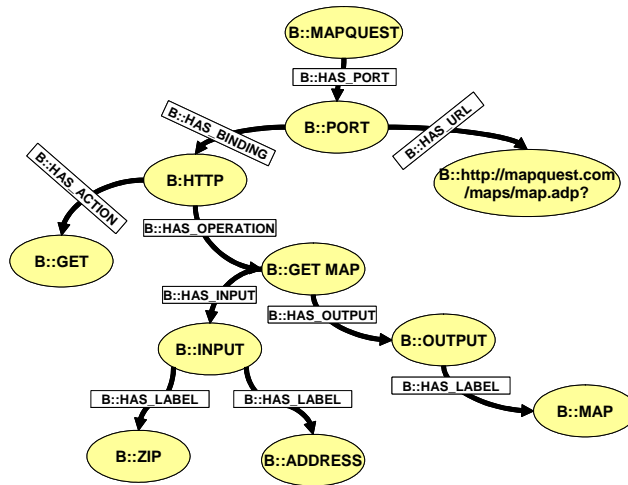 B::MAPQUEST
B::HAS_PORT
B::PORT
B::HAS_BINDING
B::HAS_URL
B:HTTP
B::http://mapquest.com
/maps/map.adp?
B::HAS_ACTION
B::HAS_OPERATION
B::GET
B::GET MAP
B::HAS_INPUT
B::HAS_OUTPUT
B::INPUT
B::OUTPUT
B::HAS_LABEL
B::HAS_LABEL
B::HAS_LABEL
B::MAP
B::ZIP
B::ADDRESS